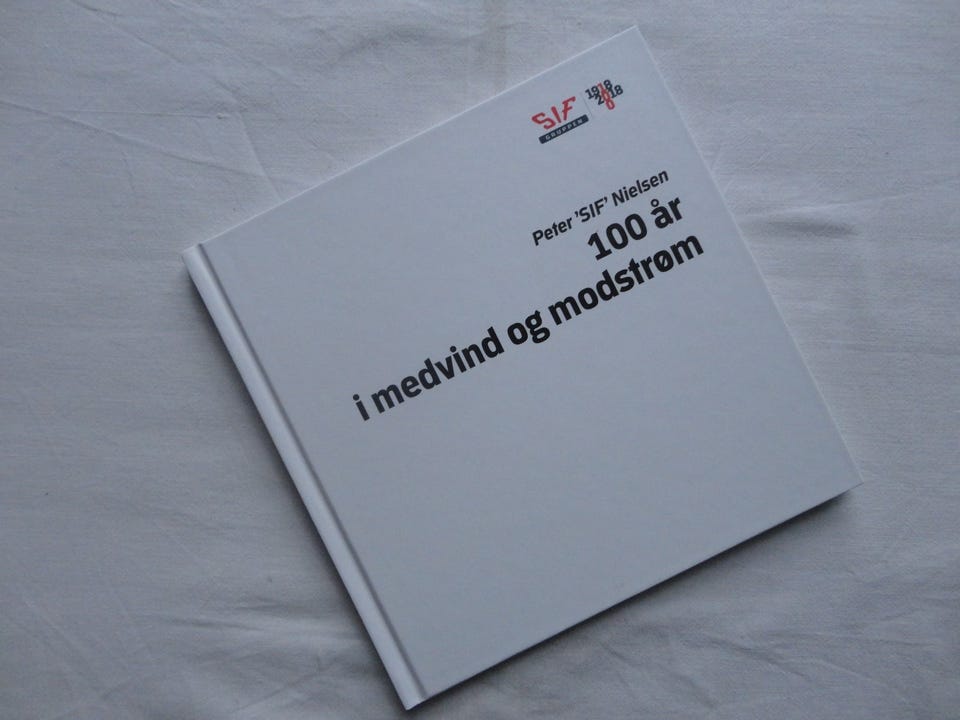 SIF
GRUPPEN
1918
2018
Peter 'SIF' Nielsen
100 år
i medvind og modstrøm